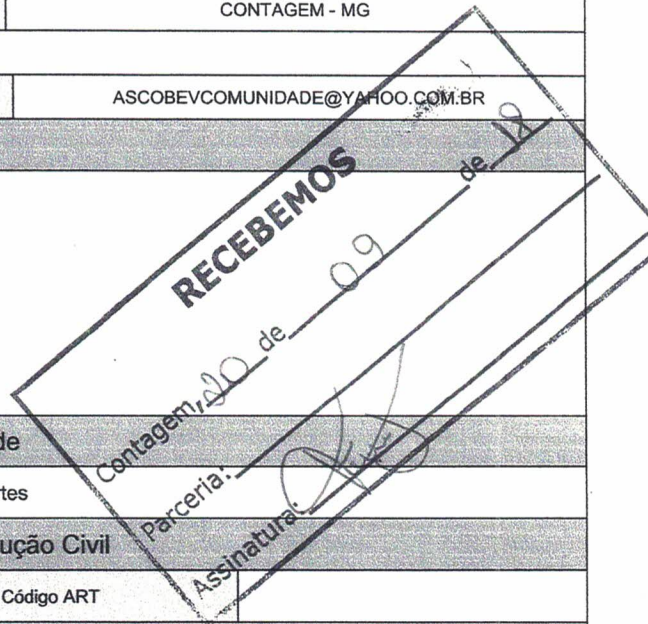 CONTAGEM - MG
ASCOBEVCOMUNIDADE@YAHOO.COM.BR
RECEBEMOS
Contagem, 20 de 09 de 18
Parceria:
Assinatura:
de
tes
ução Civil
Código ART